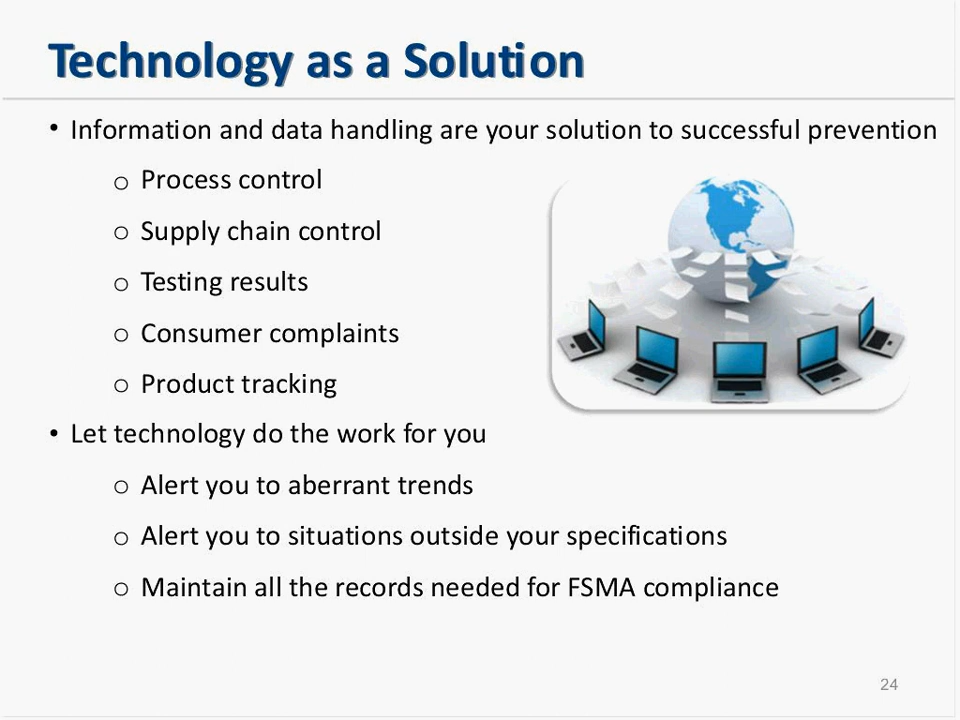 Technology as a Solution
• Information and data handling are your solution to successful prevention
o Process control
o Supply chain control
o Testing results
o Consumer complaints
o Product tracking
• Let technology do the work for you
o Alert you to aberrant trends
o Alert you to situations outside your specifications
o Maintain all the records needed for FSMA compliance
24